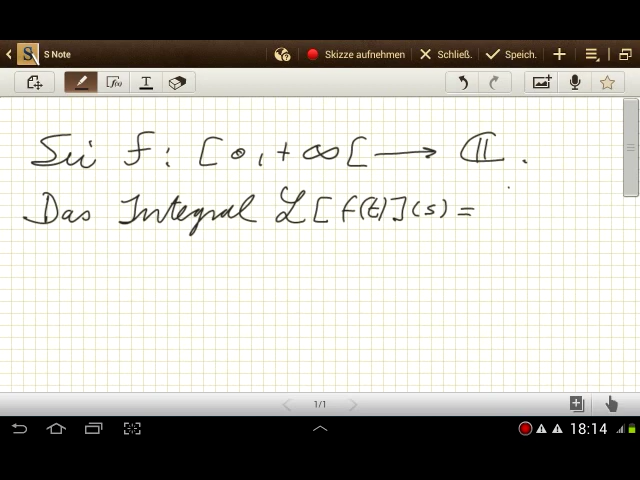 S Note
Skizze aufnehmen
Schließ.
Speich.
Sei f: [0, +∞[ → ℂ.
Das Integral ℒ[f(t)](s) =
1/1
18:14